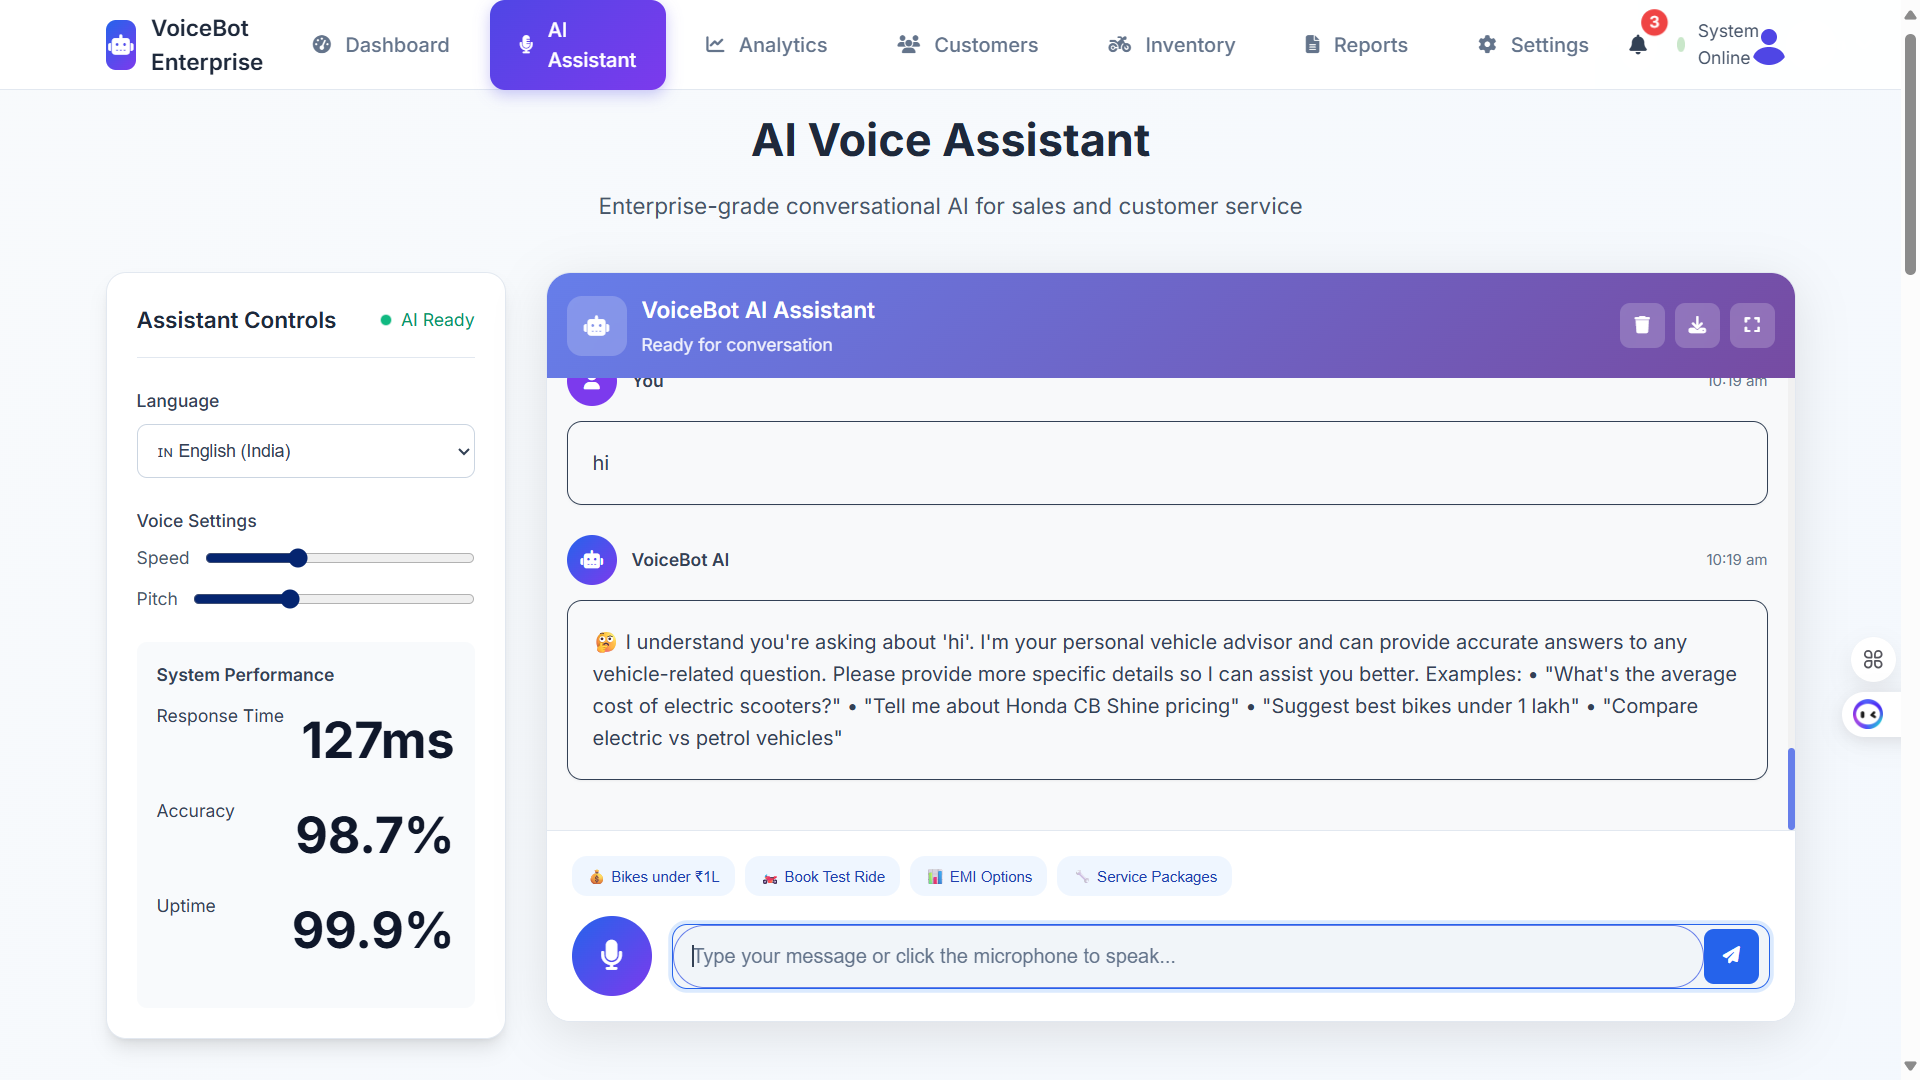 VoiceBot
Enterprise
Dashboard
AI
Assistant
Analytics
Customers
Inventory
Reports
Settings
3
System
Online
AI Voice Assistant
Enterprise-grade conversational AI for sales and customer service
Assistant Controls
AI Ready
Language
IN English (India)
Voice Settings
Speed
Pitch
System Performance
Response Time
127ms
Accuracy
98.7%
Uptime
99.9%
VoiceBot AI Assistant
Ready for conversation
You
10:19 am
hi
VoiceBot AI
10:19 am
🤔 I understand you're asking about 'hi'. I'm your personal vehicle advisor and can provide accurate answers to any
vehicle-related question. Please provide more specific details so I can assist you better. Examples: • "What's the average
cost of electric scooters?" • "Tell me about Honda CB Shine pricing" • "Suggest best bikes under 1 lakh" • "Compare
electric vs petrol vehicles"
💰 Bikes under ₹1L
🏍️ Book Test Ride
📊 EMI Options
🔧 Service Packages
Type your message or click the microphone to speak...